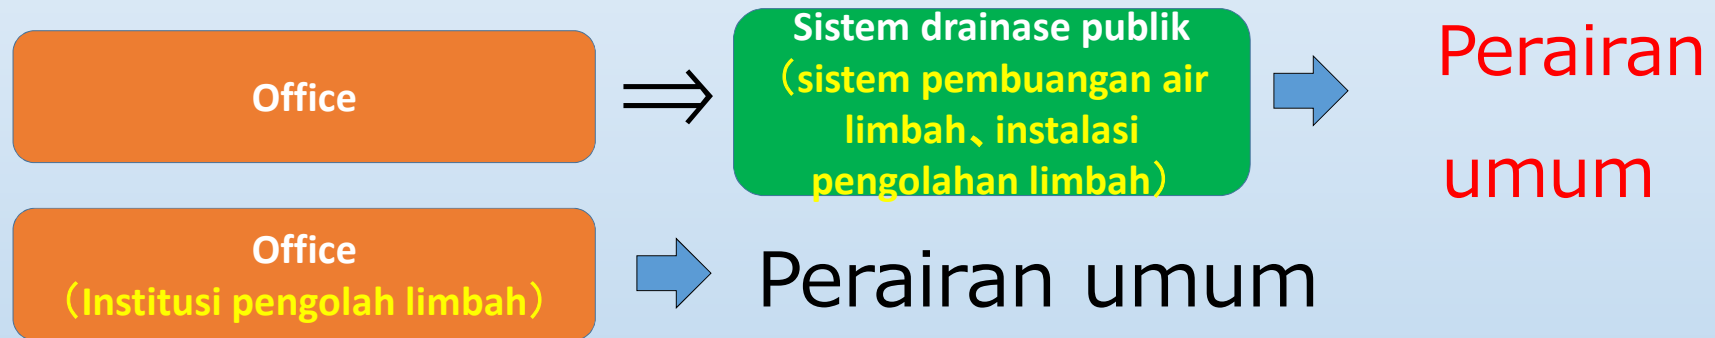 Office
Sistem drainase publik
（sistem pembuangan air
limbah、instalasi
pengolahan limbah）
Perairan
umum
Office
（Institusi pengolah limbah）
Perairan umum